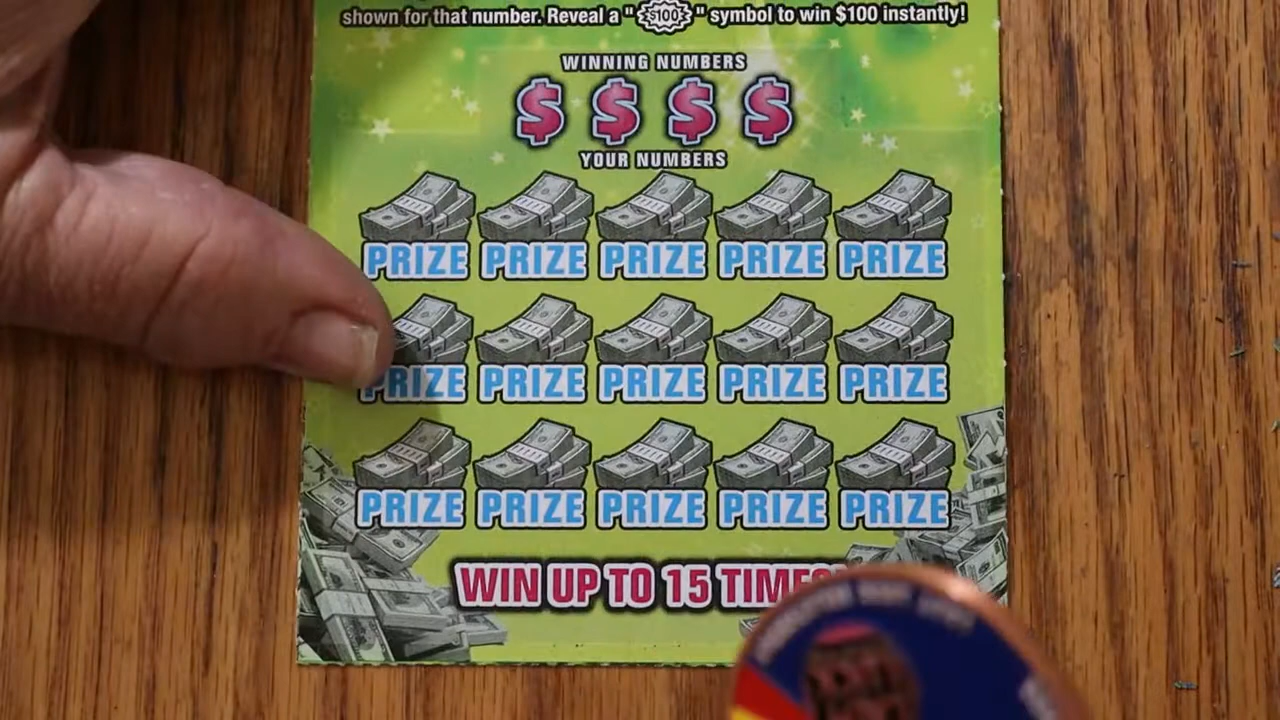 shown for that number. Reveal a "$100" symbol to win $100 instantly!
WINNING NUMBERS
$ $ $ $
YOUR NUMBERS
PRIZE PRIZE PRIZE PRIZE PRIZE
PRIZE PRIZE PRIZE PRIZE PRIZE
PRIZE PRIZE PRIZE PRIZE PRIZE
WIN UP TO 15 TIMES